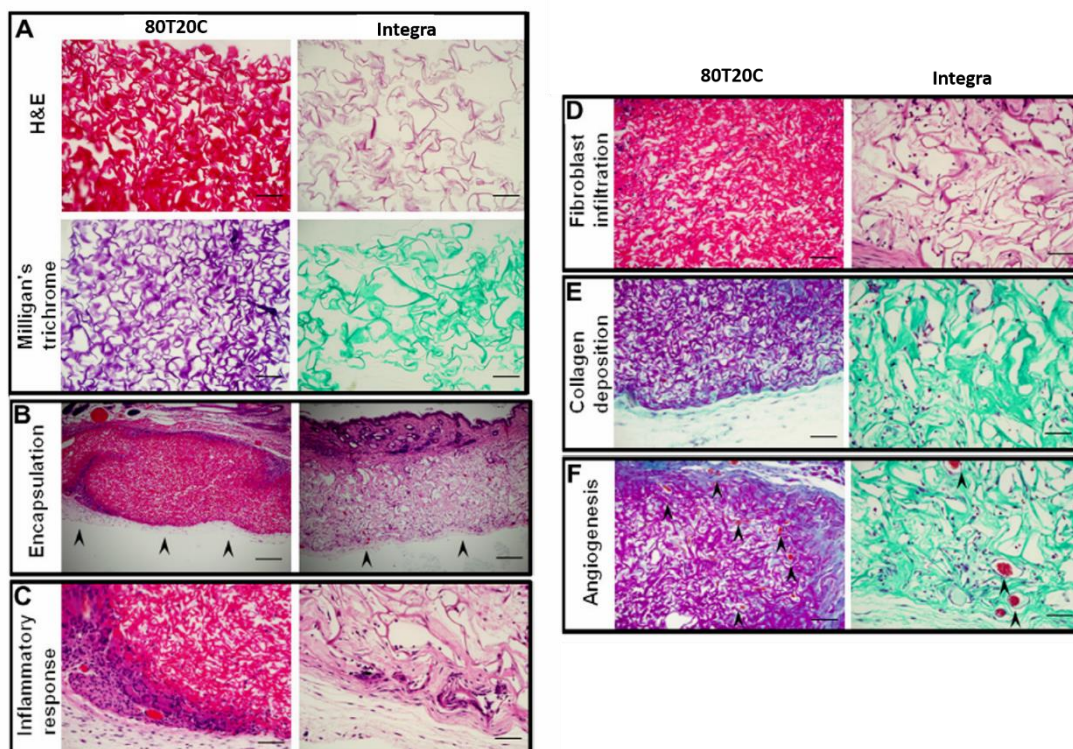 80T20C
Integra
A
H&E
Milligan's
trichrome
B
Encapsulation
C
Inflammatory
response
80T20C
Integra
D
Fibroblast
infiltration
E
Collagen
deposition
F
Angiogenesis